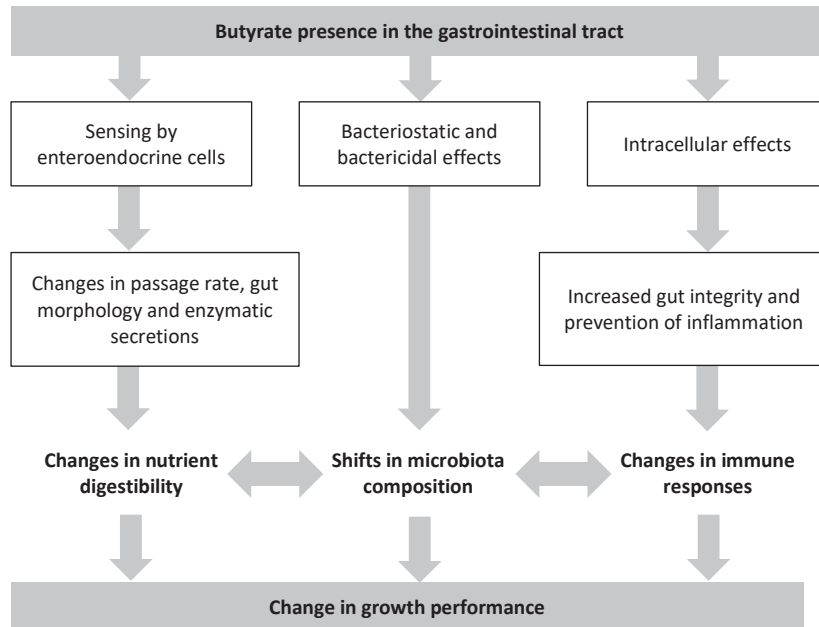 Butyrate presence in the gastrointestinal tract
Sensing by
enteroendocrine cells
Bacteriostatic and
bactericidal effects
Intracellular effects
Changes in passage rate, gut
morphology and enzymatic
secretions
Increased gut integrity and
prevention of inflammation
Changes in nutrient
digestibility
Shifts in microbiota
composition
Changes in immune
responses
Change in growth performance